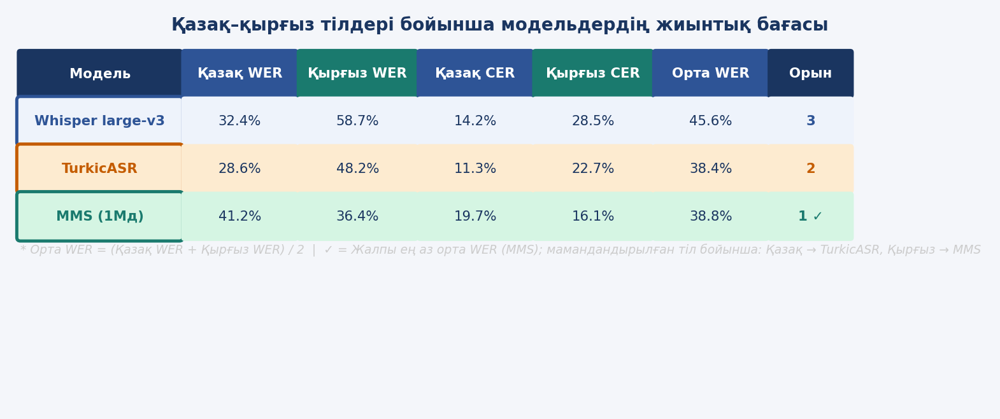 Қазақ–қырғыз тілдері бойынша модельдердің жиынтық бағасы
Модель Қазақ WER Қырғыз WER Қазақ CER Қырғыз CER Орта WER Орын
Whisper large-v3 32.4% 58.7% 14.2% 28.5% 45.6% 3
TurkicASR 28.6% 48.2% 11.3% 22.7% 38.4% 2
MMS (1Мд) 41.2% 36.4% 19.7% 16.1% 38.8% 1 ✓
* Орта WER = (Қазақ WER + Қырғыз WER) / 2 | ✓ = Жалпы ең аз орта WER (MMS); мамандандырылған тіл бойынша: Қазақ → TurkicASR, Қырғыз → MMS